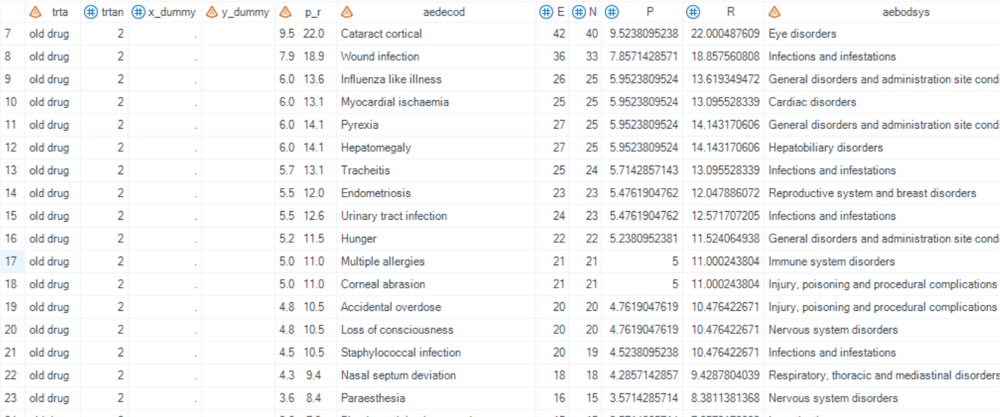 trta trtan x_dummy y_dummy p_r aedecod E N P R aebodsys
7 old drug 2 . 9.5 22.0 Cataract cortical 42 40 9.5238095238 22.000487609 Eye disorders
8 old drug 2 . 7.9 18.9 Wound infection 36 33 7.8571428571 18.857560808 Infections and infestations
9 old drug 2 . 6.0 13.6 Influenza like illness 26 25 5.9523809524 13.619349472 General disorders and administration site cond
10 old drug 2 . 6.0 13.1 Myocardial ischaemia 25 25 5.9523809524 13.095528339 Cardiac disorders
11 old drug 2 . 6.0 14.1 Pyrexia 27 25 5.9523809524 14.143170606 General disorders and administration site cond
12 old drug 2 . 6.0 14.1 Hepatomegaly 27 25 5.9523809524 14.143170606 Hepatobiliary disorders
13 old drug 2 . 5.7 13.1 Tracheitis 25 24 5.7142857143 13.095528339 Infections and infestations
14 old drug 2 . 5.5 12.0 Endometriosis 23 23 5.4761904762 12.047886072 Reproductive system and breast disorders
15 old drug 2 . 5.5 12.6 Urinary tract infection 24 23 5.4761904762 12.571707205 Infections and infestations
16 old drug 2 . 5.2 11.5 Hunger 22 22 5.2380952381 11.524064938 General disorders and administration site cond
17 old drug 2 . 5.0 11.0 Multiple allergies 21 21 5 11.000243804 Immune system disorders
18 old drug 2 . 5.0 11.0 Corneal abrasion 21 21 5 11.000243804 Injury, poisoning and procedural complications
19 old drug 2 . 4.8 10.5 Accidental overdose 20 20 4.7619047619 10.476422671 Injury, poisoning and procedural complications
20 old drug 2 . 4.8 10.5 Loss of consciousness 20 20 4.7619047619 10.476422671 Nervous system disorders
21 old drug 2 . 4.5 10.5 Staphylococcal infection 20 19 4.5238095238 10.476422671 Infections and infestations
22 old drug 2 . 4.3 9.4 Nasal septum deviation 18 18 4.2857142857 9.4287804039 Respiratory, thoracic and mediastinal disorders
23 old drug 2 . 3.6 8.4 Paraesthesia 16 15 3.5714285714 8.3811381368 Nervous system disorders